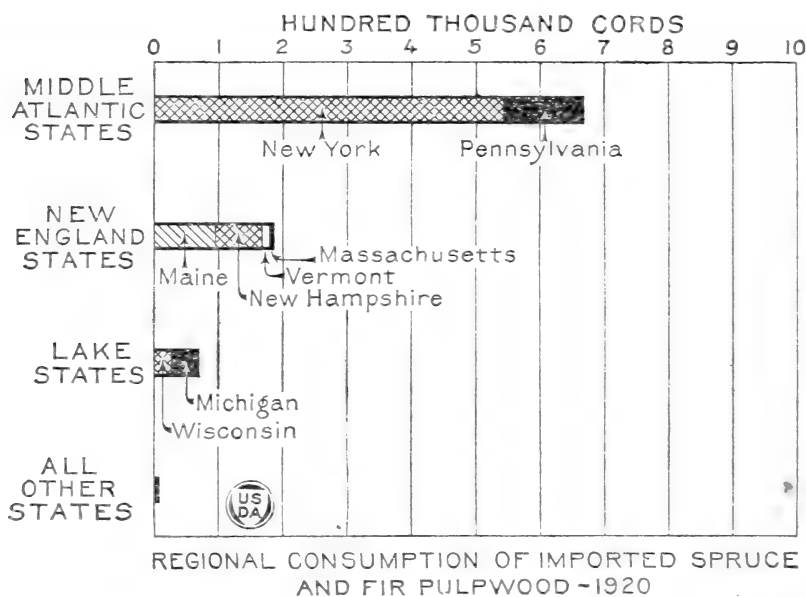 HUNDRED THOUSAND CORDS
0 1 2 3 4 5 6 7 8 9 10
MIDDLE
ATLANTIC
STATES
New York
Pennsylvania
NEW
ENGLAND
STATES
Massachusetts
Maine
Vermont
New Hampshire
LAKE
STATES
Michigan
Wisconsin
ALL
OTHER
STATES
US
DA
REGIONAL CONSUMPTION OF IMPORTED SPRUCE
AND FIR PULPWOOD-1920